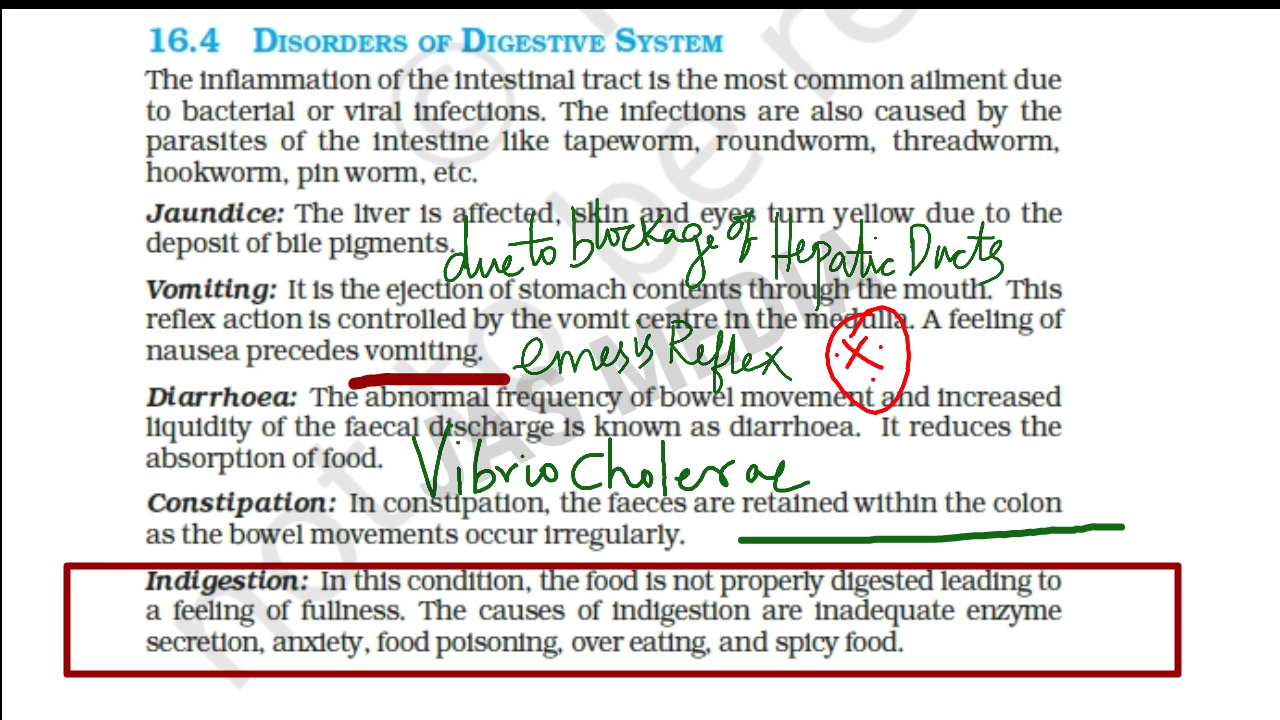 16.4 DISORDERS OF DIGESTIVE SYSTEM
The inflammation of the intestinal tract is the most common ailment due
to bacterial or viral infections. The infections are also caused by the
parasites of the intestine like tapeworm, roundworm, threadworm,
hookworm, pin worm, etc.
Jaundice: The liver is affected, skin and eyes turn yellow due to the
deposit of bile pigments.
due to blockage of Hepatic Ducts
Vomiting: It is the ejection of stomach contents through the mouth. This
reflex action is controlled by the vomit centre in the medulla. A feeling of
nausea precedes vomiting.
emesis Reflex
Diarrhoea: The abnormal frequency of bowel movement and increased
liquidity of the faecal discharge is known as diarrhoea. It reduces the
absorption of food.
Vibrio Cholerae
Constipation: In constipation, the faeces are retained within the colon
as the bowel movements occur irregularly.
Indigestion: In this condition, the food is not properly digested leading to
a feeling of fullness. The causes of indigestion are inadequate enzyme
secretion, anxiety, food poisoning, over eating, and spicy food.
JAS MEDIA
not to be re